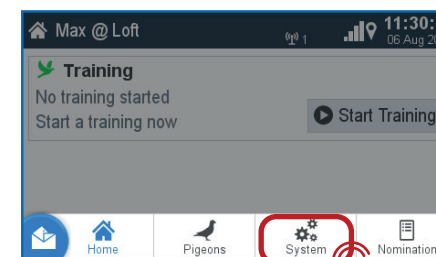 Max @ Loft
1
11:30:
06 Aug 20
Training
No training started
Start a training now
Start Training
Home
Pigeons
System
Nomination